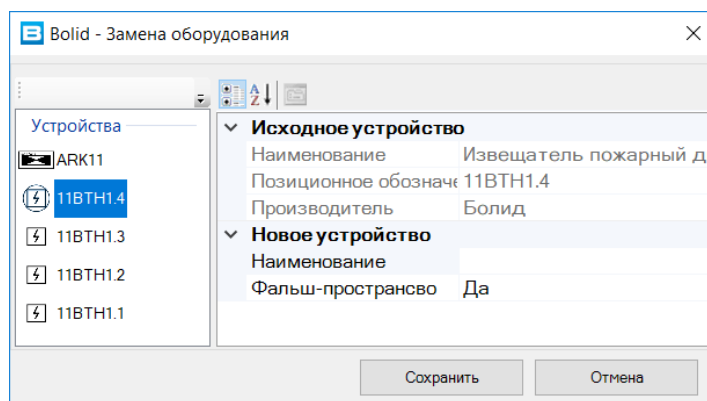 Bolid - Замена оборудования
Устройства
ARK11
11BTH1.4
11BTH1.3
11BTH1.2
11BTH1.1
Исходное устройство
Наименование Извещатель пожарный д
Позиционное обозначе 11BTH1.4
Производитель Болид
Новое устройство
Наименование
Фальш-пространсво Да
Сохранить Отмена